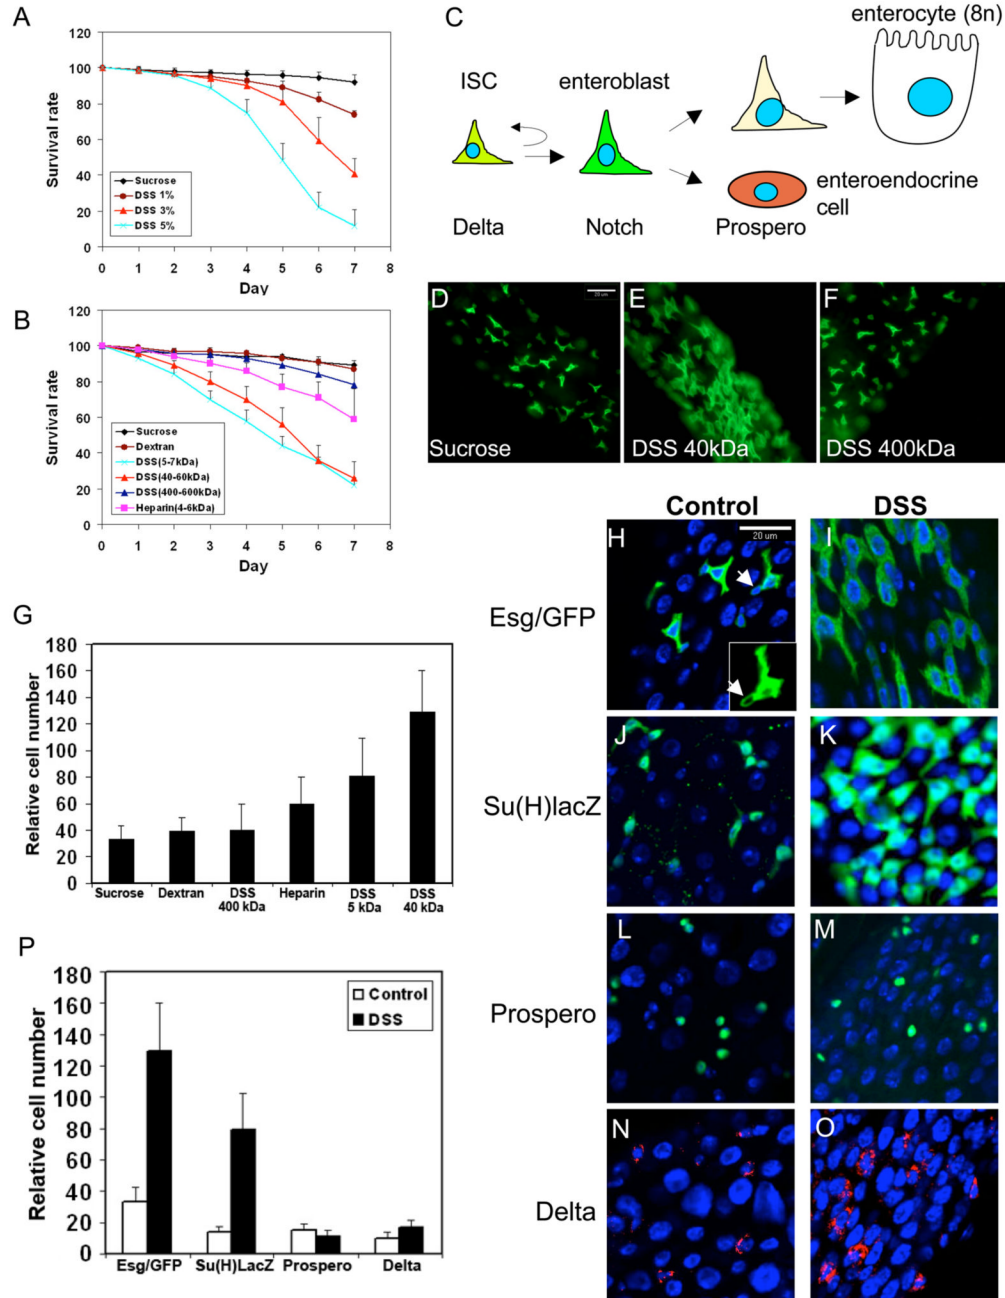 A
120
100
80
60
40
20
0
Survival rate
Sucrose
DSS 1%
DSS 3%
DSS 5%
0 1 2 3 4 5 6 7 8
Day
B
120
100
80
60
40
20
0
Survival rate
Sucrose
Dextran
DSS(5-7kDa)
DSS(40-60kDa)
DSS(400-600kDa)
Heparin(4-6kDa)
0 1 2 3 4 5 6 7 8
Day
C
enterocyte (8n)
ISC
enteroblast
enteroendocrine
cell
Delta
Notch
Prospero
D
20 um
Sucrose
E
DSS 40kDa
F
DSS 400kDa
G
180
160
140
120
100
80
60
40
20
0
Relative cell number
Sucrose
Dextran
DSS
400 kDa
Heparin
DSS
5 kDa
DSS
40 kDa
Control
DSS
Esg/GFP
H
20 um
I
Su(H)lacZ
J
K
Prospero
L
M
Delta
N
O
P
180
160
140
120
100
80
60
40
20
0
Relative cell number
Control
DSS
Esg/GFP
Su(H)LacZ
Prospero
Delta